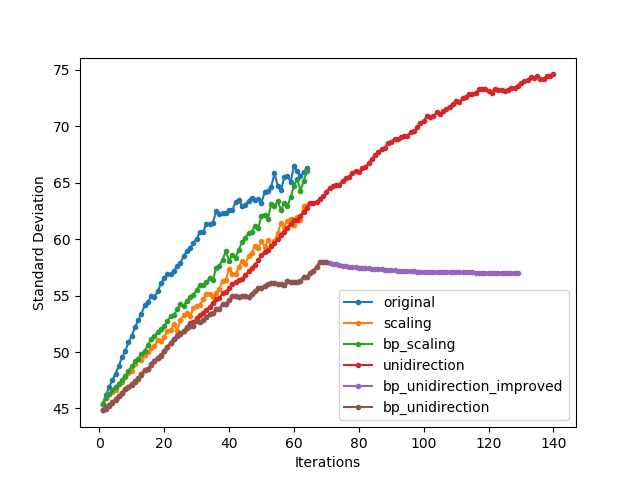 75
70
65
60
55
50
45
Standard Deviation
0
20
40
60
80
100
120
140
Iterations
original
scaling
bp_scaling
unidirection
bp_unidirection_improved
bp_unidirection